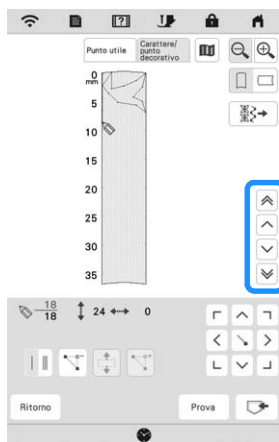 Punto utile
Carattere/
punto
decorativo
0
mm
5
10
15
20
25
30
35
18
18
24
0
Ritorno
Prova